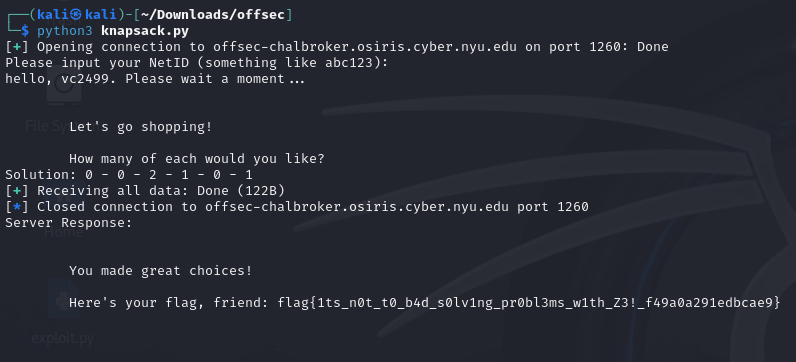 ┌──(kali㉿kali)-[~/Downloads/offsec]
└─$ python3 knapsack.py
[+] Opening connection to offsec-chalbroker.osiris.cyber.nyu.edu on port 1260: Done
Please input your NetID (something like abc123):
hello, vc2499. Please wait a moment...
Let's go shopping!
File Sy
How many of each would you like?
Solution: 0 - 0 - 2 - 1 - 0 - 1
[+] Receiving all data: Done (122B)
[*] Closed connection to offsec-chalbroker.osiris.cyber.nyu.edu port 1260
Server Response:
Home
You made great choices!
Here's your flag, friend: flag{1ts_n0t_t0_b4d_s0lv1ng_pr0bl3ms_w1th_Z3!_f49a0a291edbcae9}
exploit.py